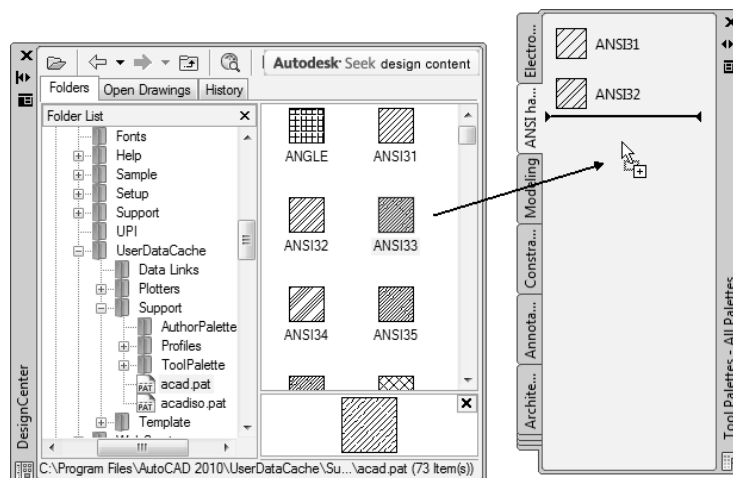 Autodesk® Seek design content
Folders
Open Drawings
History
Folder List
Fonts
Help
Sample
Setup
Support
UPI
UserDataCache
Data Links
Plotters
Support
AuthorPalette
Profiles
ToolPalette
PAT acad.pat
PAT acadiso.pat
Template
ANGLE
ANSI31
ANSI32
ANSI33
ANSI34
ANSI35
C:\Program Files\AutoCAD 2010\UserDataCache\Su...\acad.pat (73 Item(s))
DesignCenter
Electro...
ANSI ha...
Modeling
Constra...
Annota...
Archite...
ANSI31
ANSI32
Tool Palettes - All Palettes